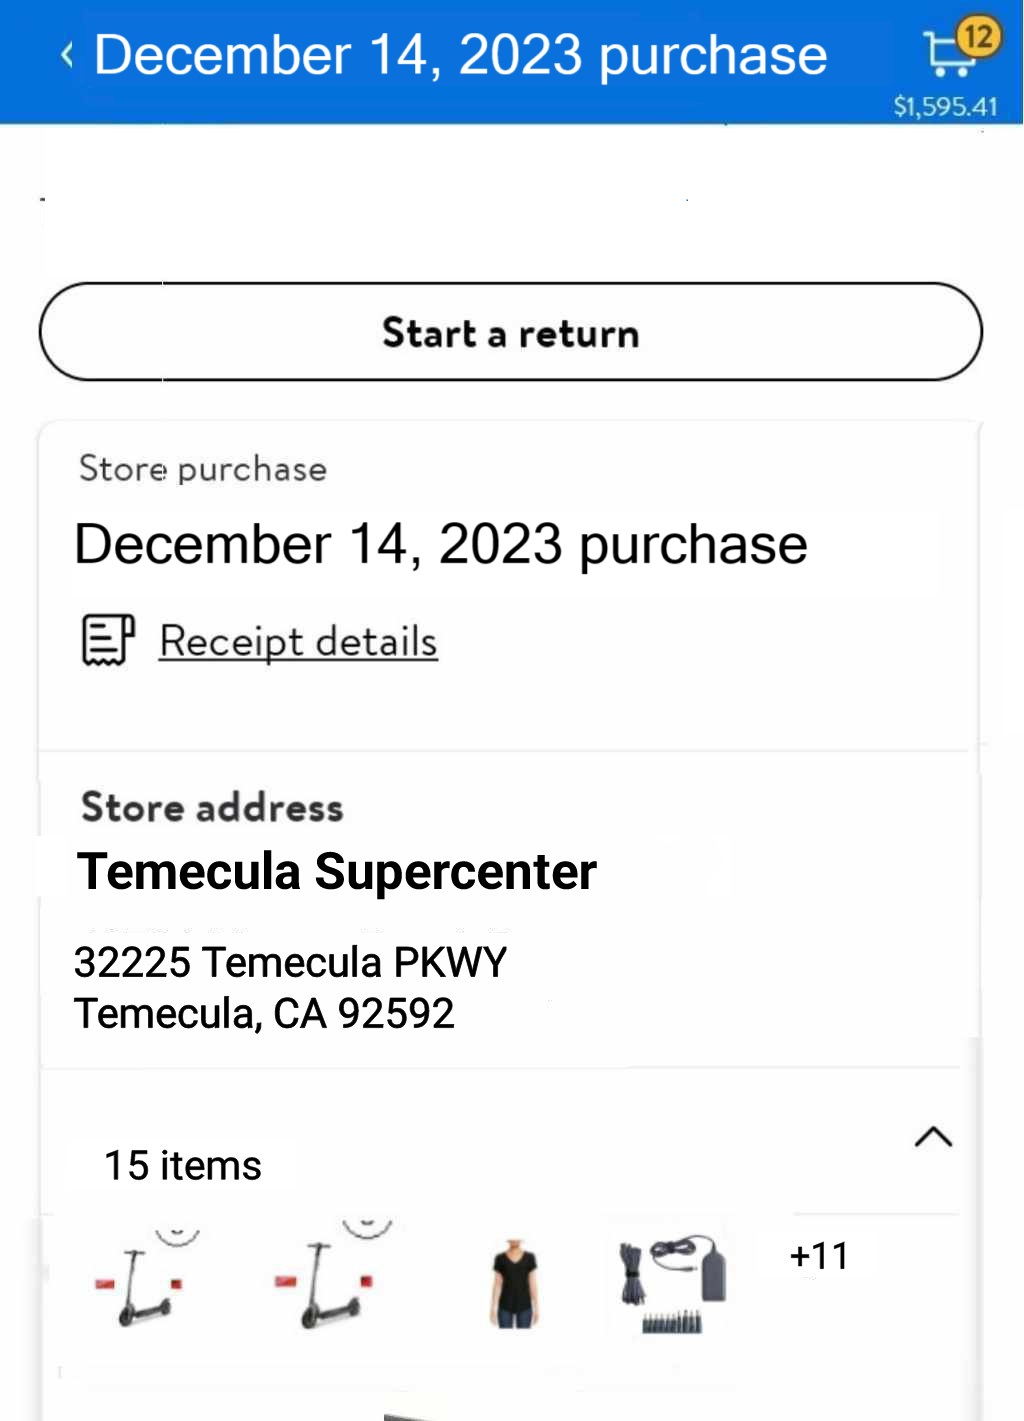 December 14, 2023 purchase
12
$1,595.41
Start a return
Store purchase
December 14, 2023 purchase
Receipt details
Store address
Temecula Supercenter
32225 Temecula PKWY
Temecula, CA 92592
15 items
+11